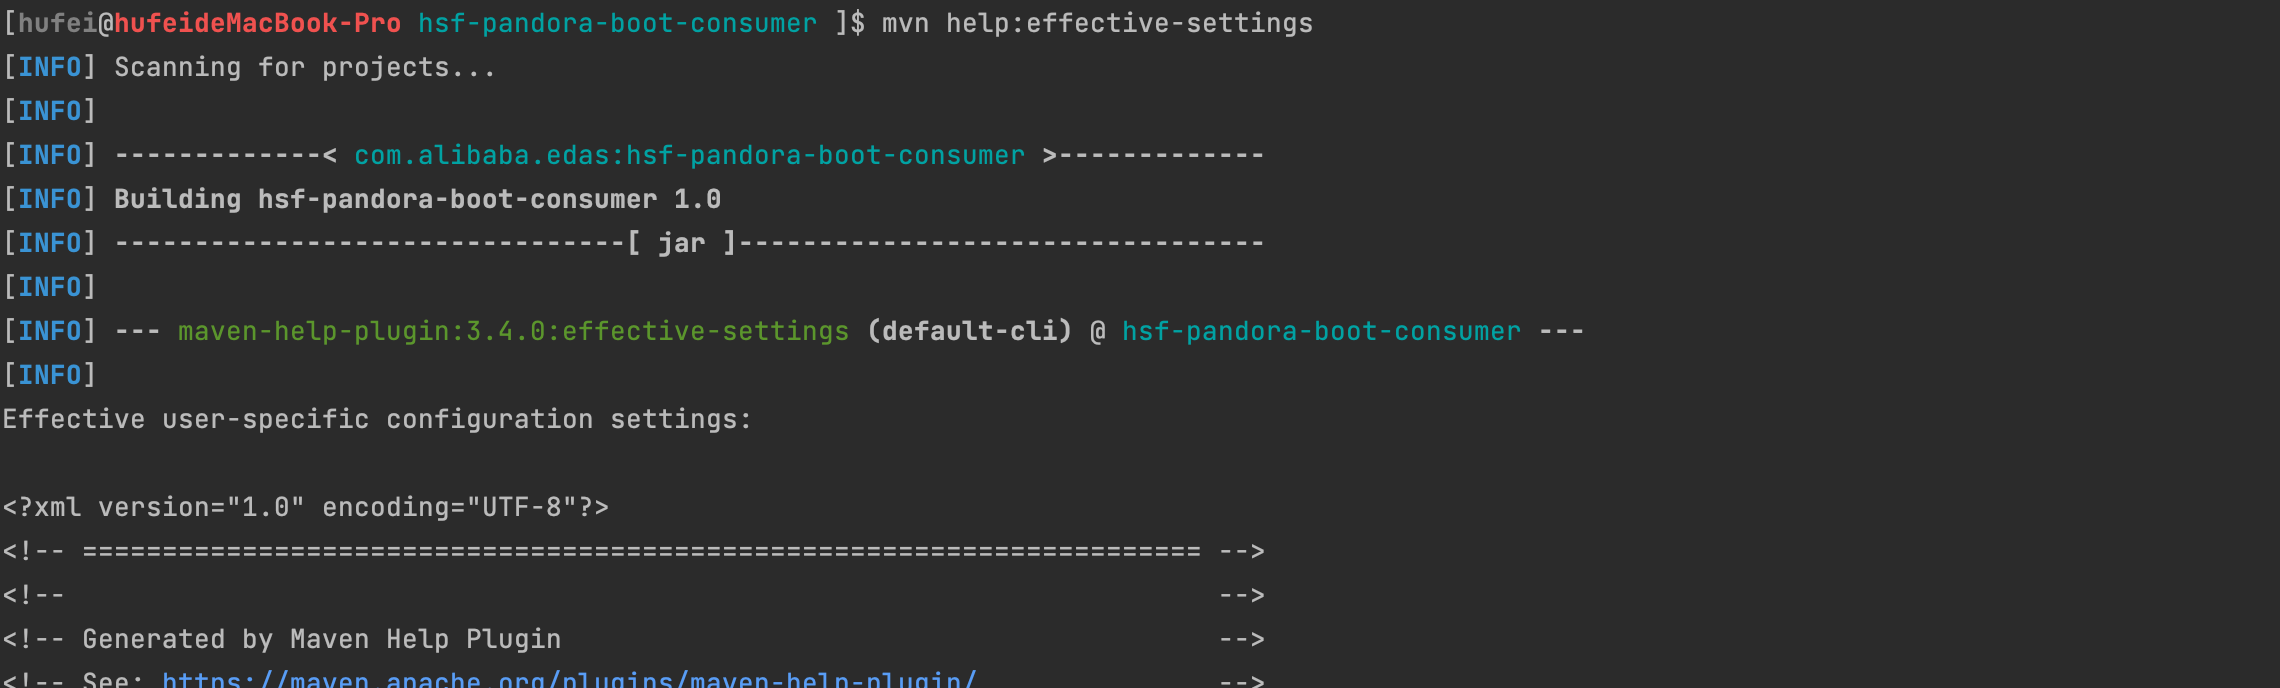 [hufei@hufeideMacBook-Pro hsf-pandora-boot-consumer ]$ mvn help:effective-settings
[INFO] Scanning for projects...
[INFO]
[INFO] -------------< com.alibaba.edas:hsf-pandora-boot-consumer >-------------
[INFO] Building hsf-pandora-boot-consumer 1.0
[INFO] --------------------------------[ jar ]---------------------------------
[INFO]
[INFO] --- maven-help-plugin:3.4.0:effective-settings (default-cli) @ hsf-pandora-boot-consumer ---
[INFO]
Effective user-specific configuration settings:
<?xml version="1.0" encoding="UTF-8"?>
<!-- ====================================================================== -->
<!--                                                                        -->
<!-- Generated by Maven Help Plugin                                         -->
<!-- See: https://maven.apache.org/plugins/maven-help-plugin/               -->